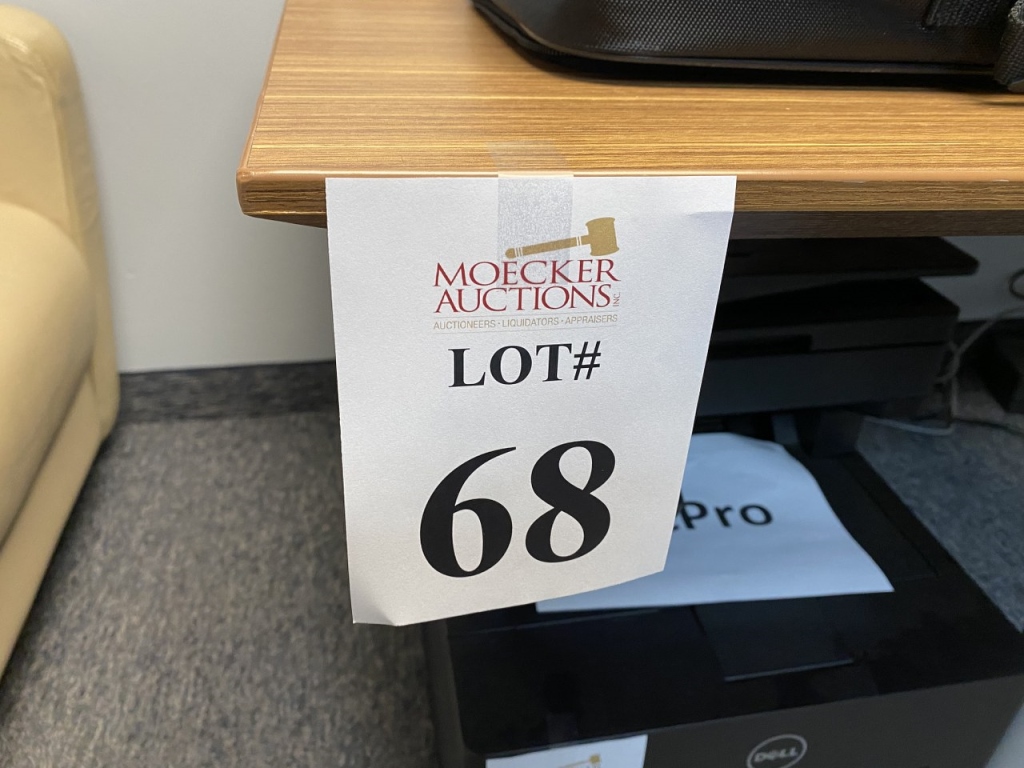 MOECKER
AUCTIONS INC.
AUCTIONEERS · LIQUIDATORS · APPRAISERS
LOT#
68
Pro
DELL